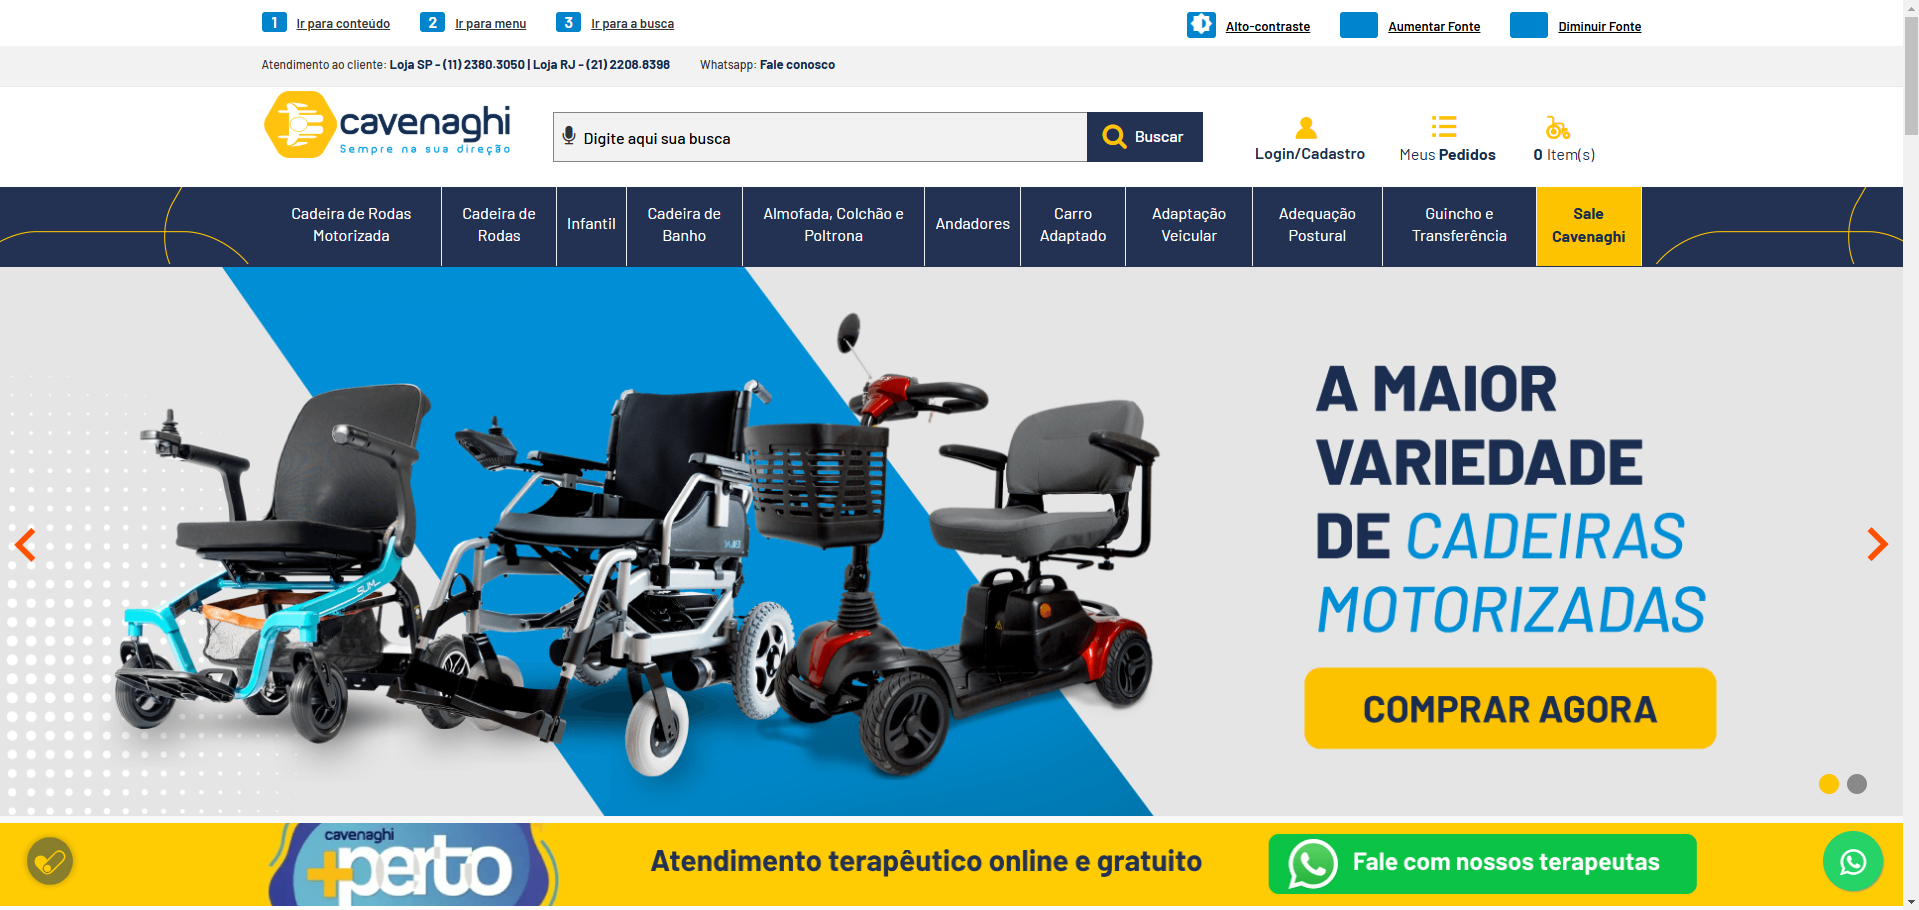 1 Ir para conteúdo 2 Ir para menu 3 Ir para a busca Alto-contraste Aumentar Fonte Diminuir Fonte
Atendimento ao cliente: Loja SP - (11) 2380.3050 | Loja RJ - (21) 2208.8398 Whatsapp: Fale conosco
cavenaghi
Sempre na sua direção
Digite aqui sua busca
Buscar
Login/Cadastro
Meus Pedidos
0 Item(s)
Cadeira de Rodas
Motorizada
Cadeira de
Rodas
Infantil
Cadeira de
Banho
Almofada, Colchão e
Poltrona
Andadores
Carro
Adaptado
Adaptação
Veicular
Adequação
Postural
Guincho e
Transferência
Sale
Cavenaghi
A MAIOR
VARIEDADE
DE CADEIRAS
MOTORIZADAS
COMPRAR AGORA
SLIM
cavenaghi
+perto
Atendimento terapêutico online e gratuito
Fale com nossos terapeutas